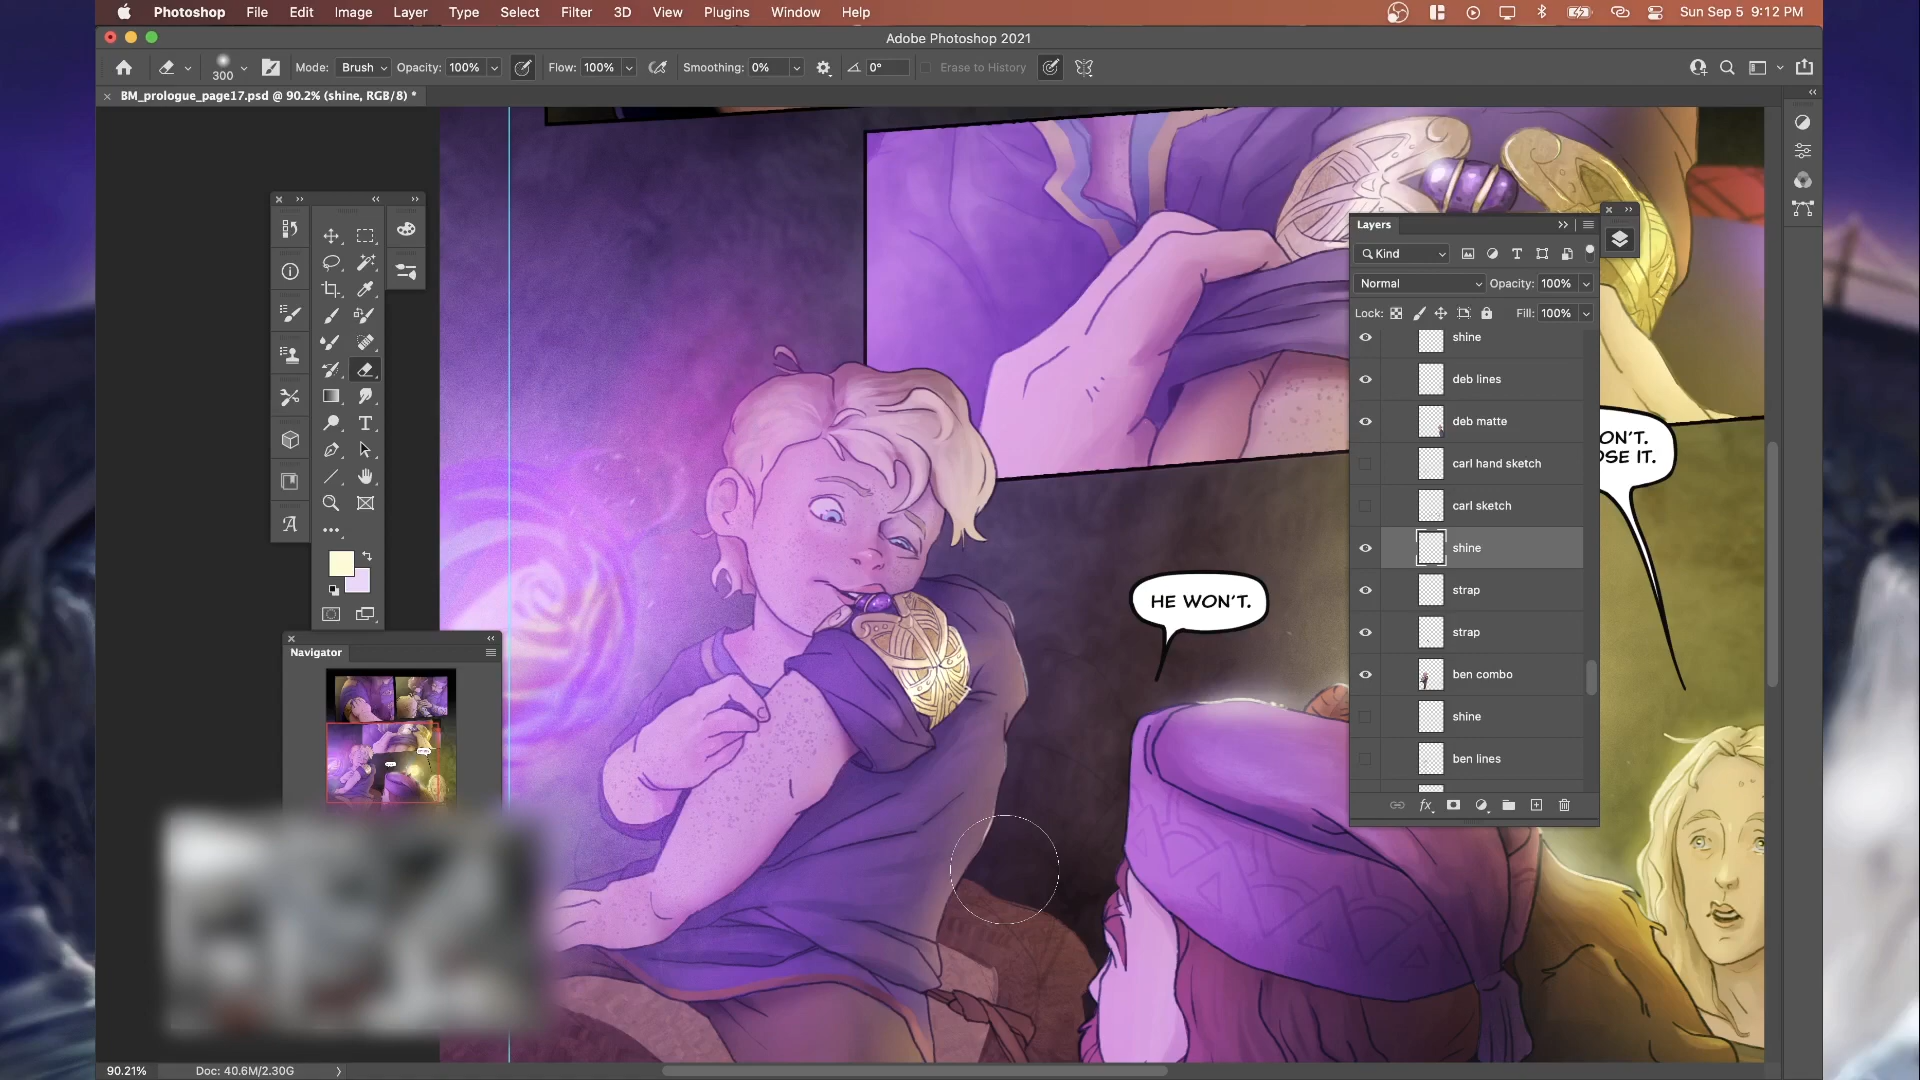 Photoshop File Edit Image Layer Type Select Filter 3D View Plugins Window Help Sun Sep 5 9:12 PM
Adobe Photoshop 2021
300 Mode: Brush Opacity: 100% Flow: 100% Smoothing: 0% 0° Erase to History
BM_prologue_page17.psd @ 90.2% (shine, RGB/8) *
Layers
Kind
Normal Opacity: 100%
Lock: Fill: 100%
shine
deb lines
deb matte
carl hand sketch
carl sketch
shine
strap
strap
ben combo
shine
ben lines
fx
ON'T.
OSE IT.
HE WON'T.
Navigator
90.21% Doc: 40.6M/2.30G